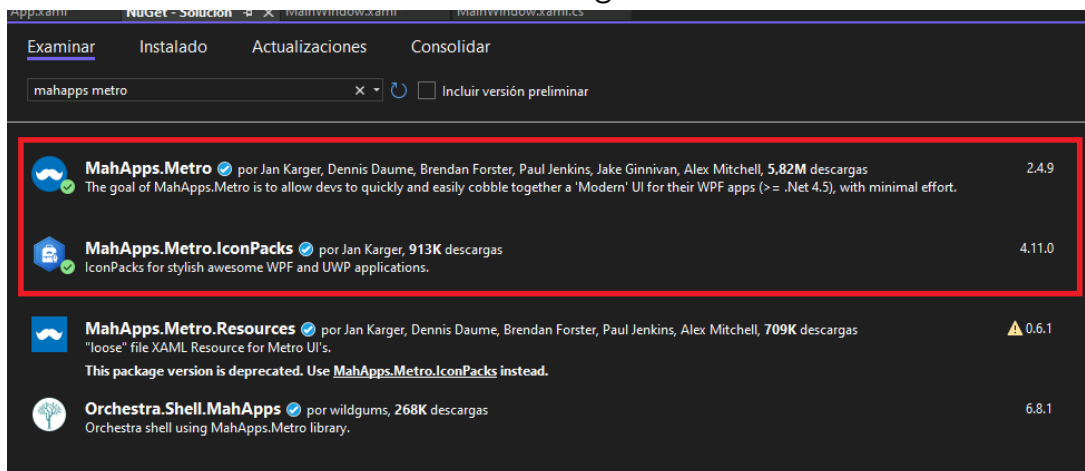 App.xaml NuGet - Solución MainWindow.xaml MainWindow.xaml.cs
Examinar Instalado Actualizaciones Consolidar
mahapps metro Incluir versión preliminar
MahApps.Metro por Jan Karger, Dennis Daume, Brendan Forster, Paul Jenkins, Jake Ginnivan, Alex Mitchell, 5,82M descargas 2.4.9
The goal of MahApps.Metro is to allow devs to quickly and easily cobble together a 'Modern' UI for their WPF apps (>= .Net 4.5), with minimal effort.
MahApps.Metro.IconPacks por Jan Karger, 913K descargas 4.11.0
IconPacks for stylish awesome WPF and UWP applications.
MahApps.Metro.Resources por Jan Karger, Dennis Daume, Brendan Forster, Paul Jenkins, Alex Mitchell, 709K descargas 0.6.1
"loose" file XAML Resource for Metro UI's.
This package version is deprecated. Use MahApps.Metro.IconPacks instead.
Orchestra.Shell.MahApps por wildgums, 268K descargas 6.8.1
Orchestra shell using MahApps.Metro library.